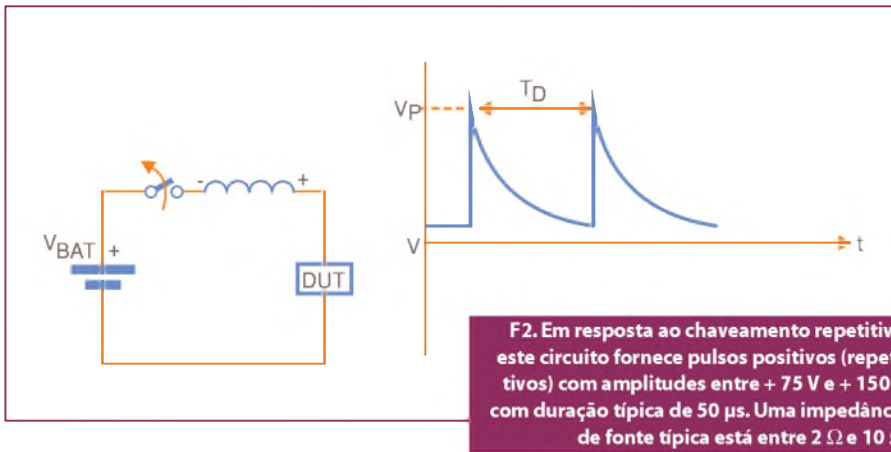 V_P
T_D
- +
V_BAT +
DUT
V
t
F2. Em resposta ao chaveamento repetitiv
este circuito fornece pulsos positivos (repet
tivos) com amplitudes entre + 75 V e + 150
com duração típica de 50 µs. Uma impedânc
de fonte típica está entre 2 Ω e 10